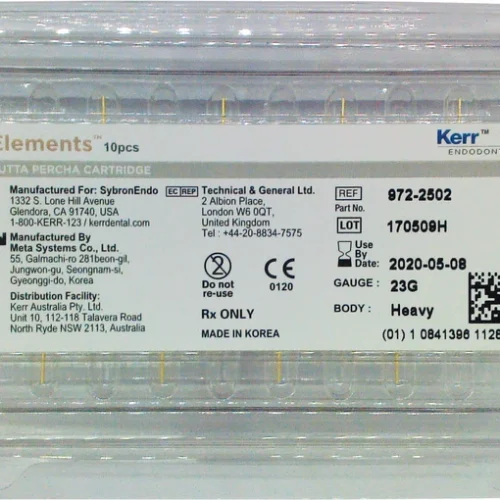 Elements™ 10pcs
Kerr™
ENDODONT
UTTA PERCHA CARTRIDGE
Manufactured For: SybronEndo
1332 S. Lone Hill Avenue
Glendora, CA 91740, USA
1-800-KERR-123 / kerrdental.com
Manufactured By
Meta Systems Co., Ltd.
55, Galmachi-ro 281beon-gil,
Jungwon-gu, Seongnam-si,
Gyeonggi-do, Korea
Distribution Facility:
Kerr Australia Pty. Ltd.
Unit 10, 112-118 Talavera Road
North Ryde NSW 2113, Australia
EC REP Technical & General Ltd.
2 Albion Place,
London W6 0QT,
United Kingdom
Tel : +44-20-8834-7575
2
Do not
re-use
CE
0120
Rx ONLY
MADE IN KOREA
REF 972-2502
Part No.
LOT 170509H
Use
By
Date: 2020-05-08
GAUGE : 23G
BODY : Heavy
(01) 1 0841396 1128